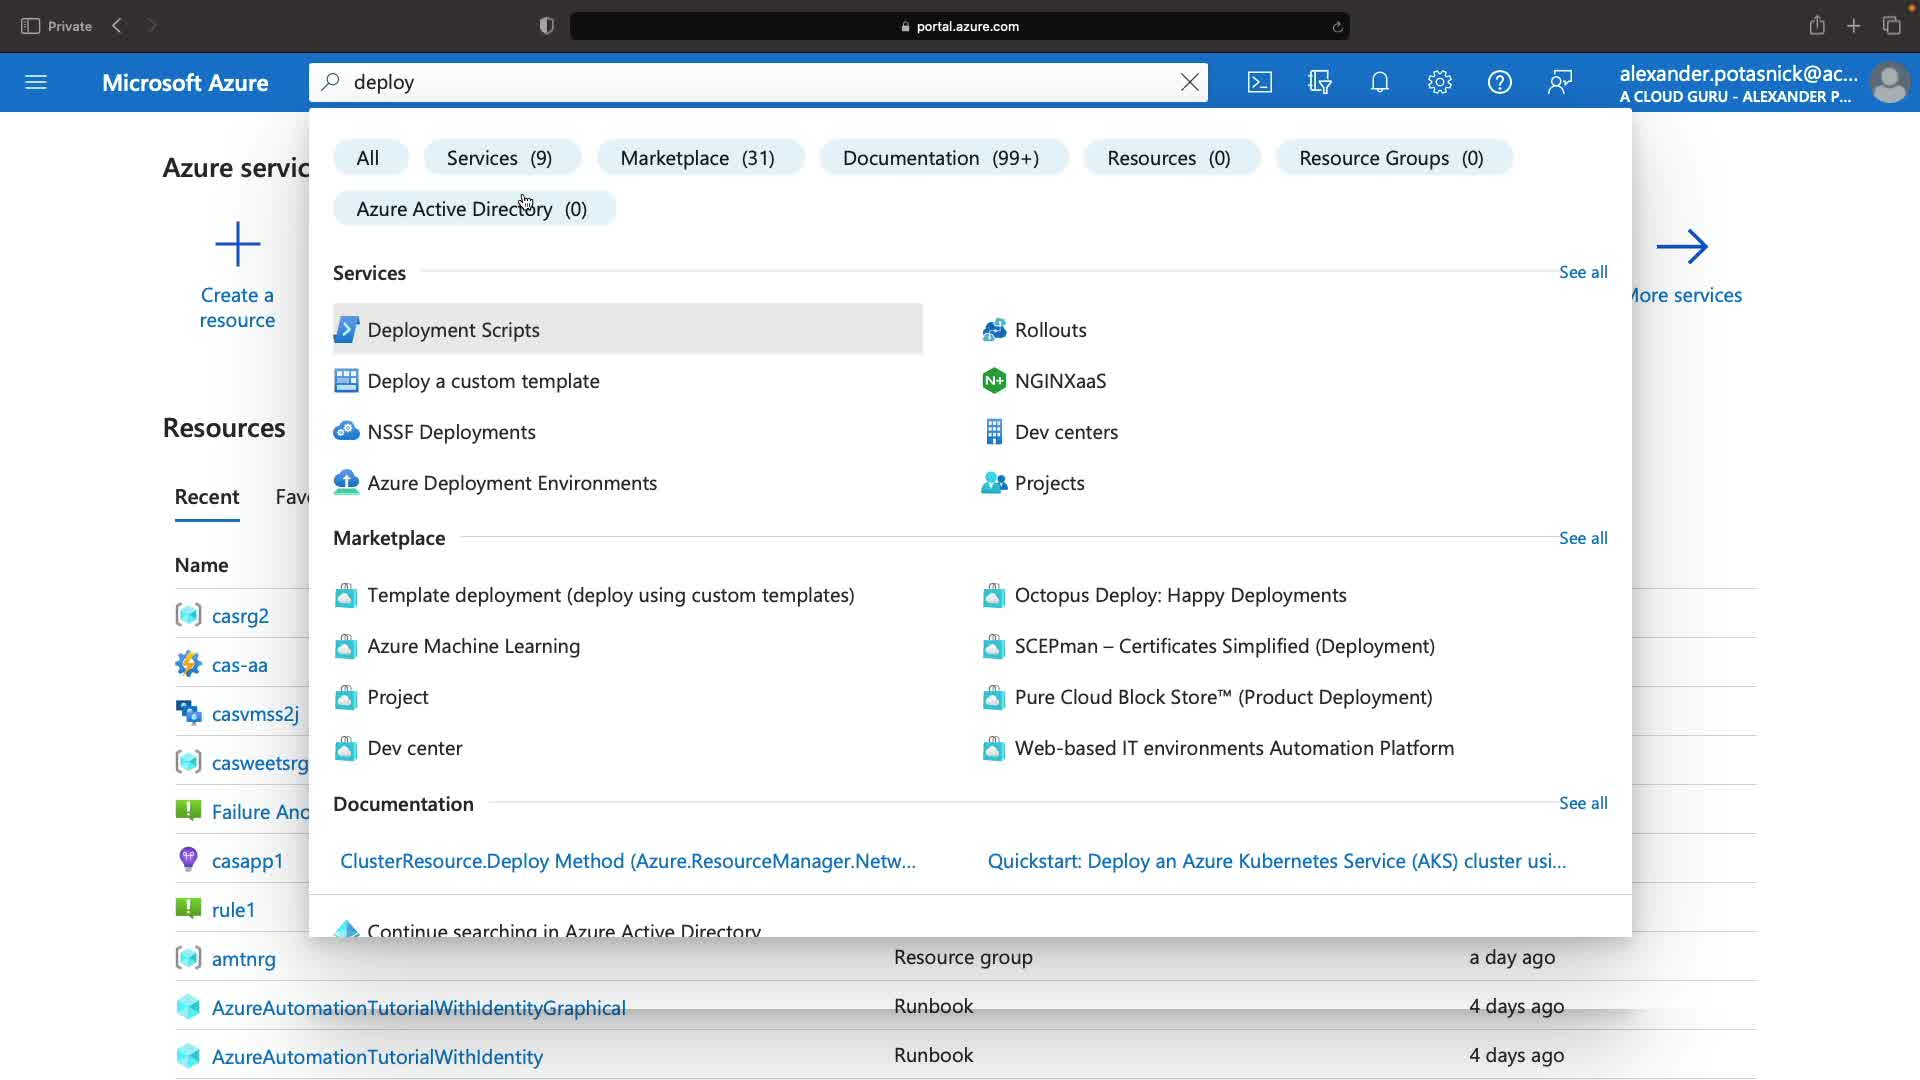 Private
portal.azure.com
Microsoft Azure
deploy
alexander.potasnick@ac...
A CLOUD GURU - ALEXANDER P...
All
Services (9)
Marketplace (31)
Documentation (99+)
Resources (0)
Resource Groups (0)
Azure Active Directory (0)
Azure servic
Create a
resource
More services
Services
See all
Deployment Scripts
Rollouts
Deploy a custom template
NGINXaaS
NSSF Deployments
Dev centers
Azure Deployment Environments
Projects
Resources
Recent
Fav
Name
Marketplace
See all
Template deployment (deploy using custom templates)
Octopus Deploy: Happy Deployments
Azure Machine Learning
SCEPman – Certificates Simplified (Deployment)
Project
Pure Cloud Block Store™ (Product Deployment)
Dev center
Web-based IT environments Automation Platform
Documentation
See all
ClusterResource.Deploy Method (Azure.ResourceManager.Netw...
Quickstart: Deploy an Azure Kubernetes Service (AKS) cluster usi...
Continue searching in Azure Active Directory
casrg2
cas-aa
casvmss2j
casweetsrg
Failure Ano
casapp1
rule1
amtnrg
Resource group
a day ago
AzureAutomationTutorialWithIdentityGraphical
Runbook
4 days ago
AzureAutomationTutorialWithIdentity
Runbook
4 days ago